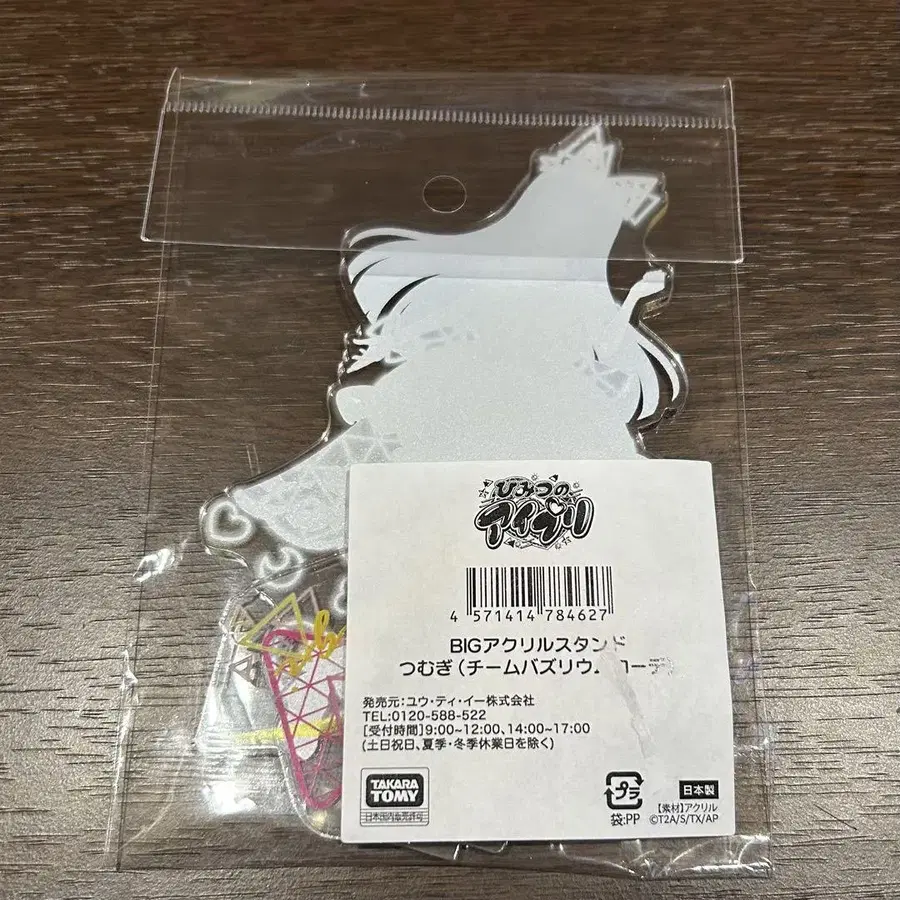 ひみつの
アイプリ
4 571414 784627
BIGアクリルスタンド
つむぎ(チームバズリウ
発売元:ユウ・ティ・イー株式会社
TEL:0120-588-522
[受付時間]9:00~12:00、14:00~17:00
(土日祝日、夏季・冬季休業日を除く)
TAKARA
TOMY
日本国内販売許可
プラ
袋:PP
日本製
【素材】アクリル
©T2A/S/TX/AP